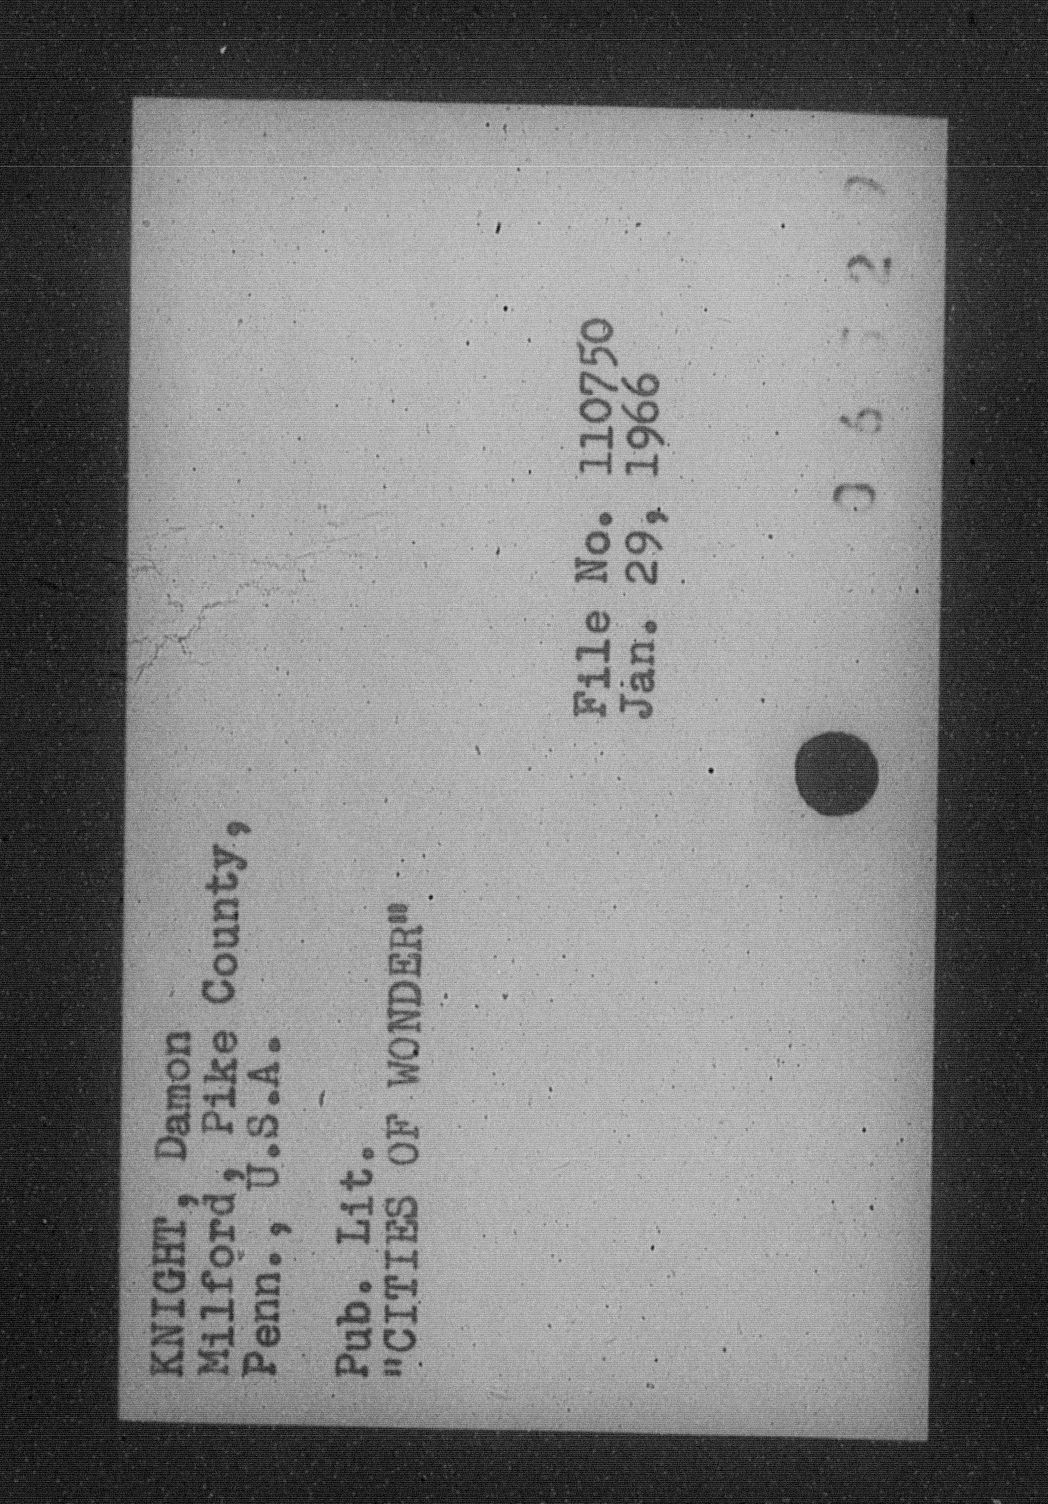 KNIGHT, Damon
Milford, Pike County,
Penn., U.S.A.
Pub. Lit.
"CITIES OF WONDER"
File No. 110750
Jan. 29, 1966